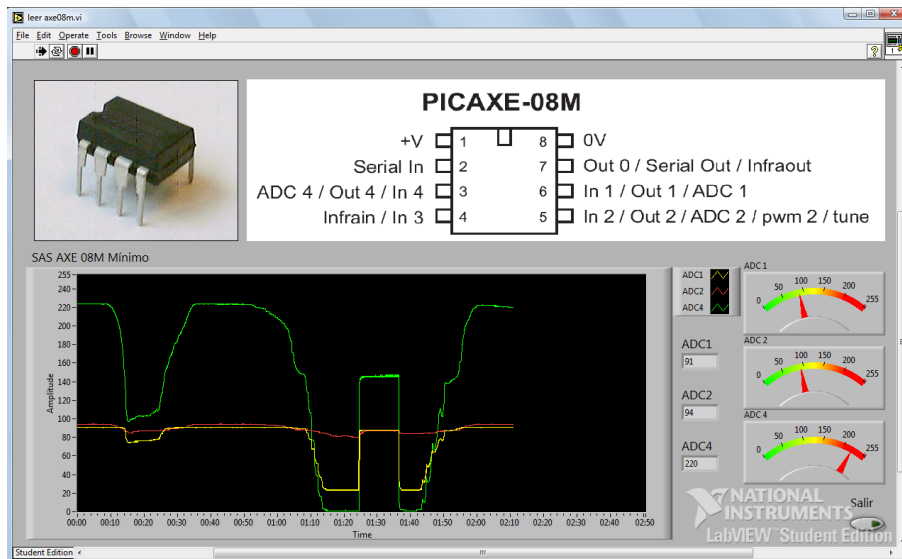 leer axe08m.vi
File Edit Operate Tools Browse Window Help
?
1
PICAXE-08M
+V 1 8 0V
Serial In 2 7 Out 0 / Serial Out / Infraout
ADC 4 / Out 4 / In 4 3 6 In 1 / Out 1 / ADC 1
Infrain / In 3 4 5 In 2 / Out 2 / ADC 2 / pwm 2 / tune
SAS AXE 08M Mínimo
255
240
220
200
180
160
140
120
100
80
60
40
20
0
Amplitude
00:00 00:10 00:20 00:30 00:40 00:50 01:00 01:10 01:20 01:30 01:40 01:50 02:00 02:10 02:20 02:30 02:40 02:50
Time
ADC1
ADC2
ADC4
ADC1
91
ADC2
94
ADC4
220
ADC 1
0 50 100 150 200 255
ADC 2
0 50 100 150 200 255
ADC 4
0 50 100 150 200 255
Salir
NATIONAL
INSTRUMENTS
LabVIEW™ Student Edition
Student Edition